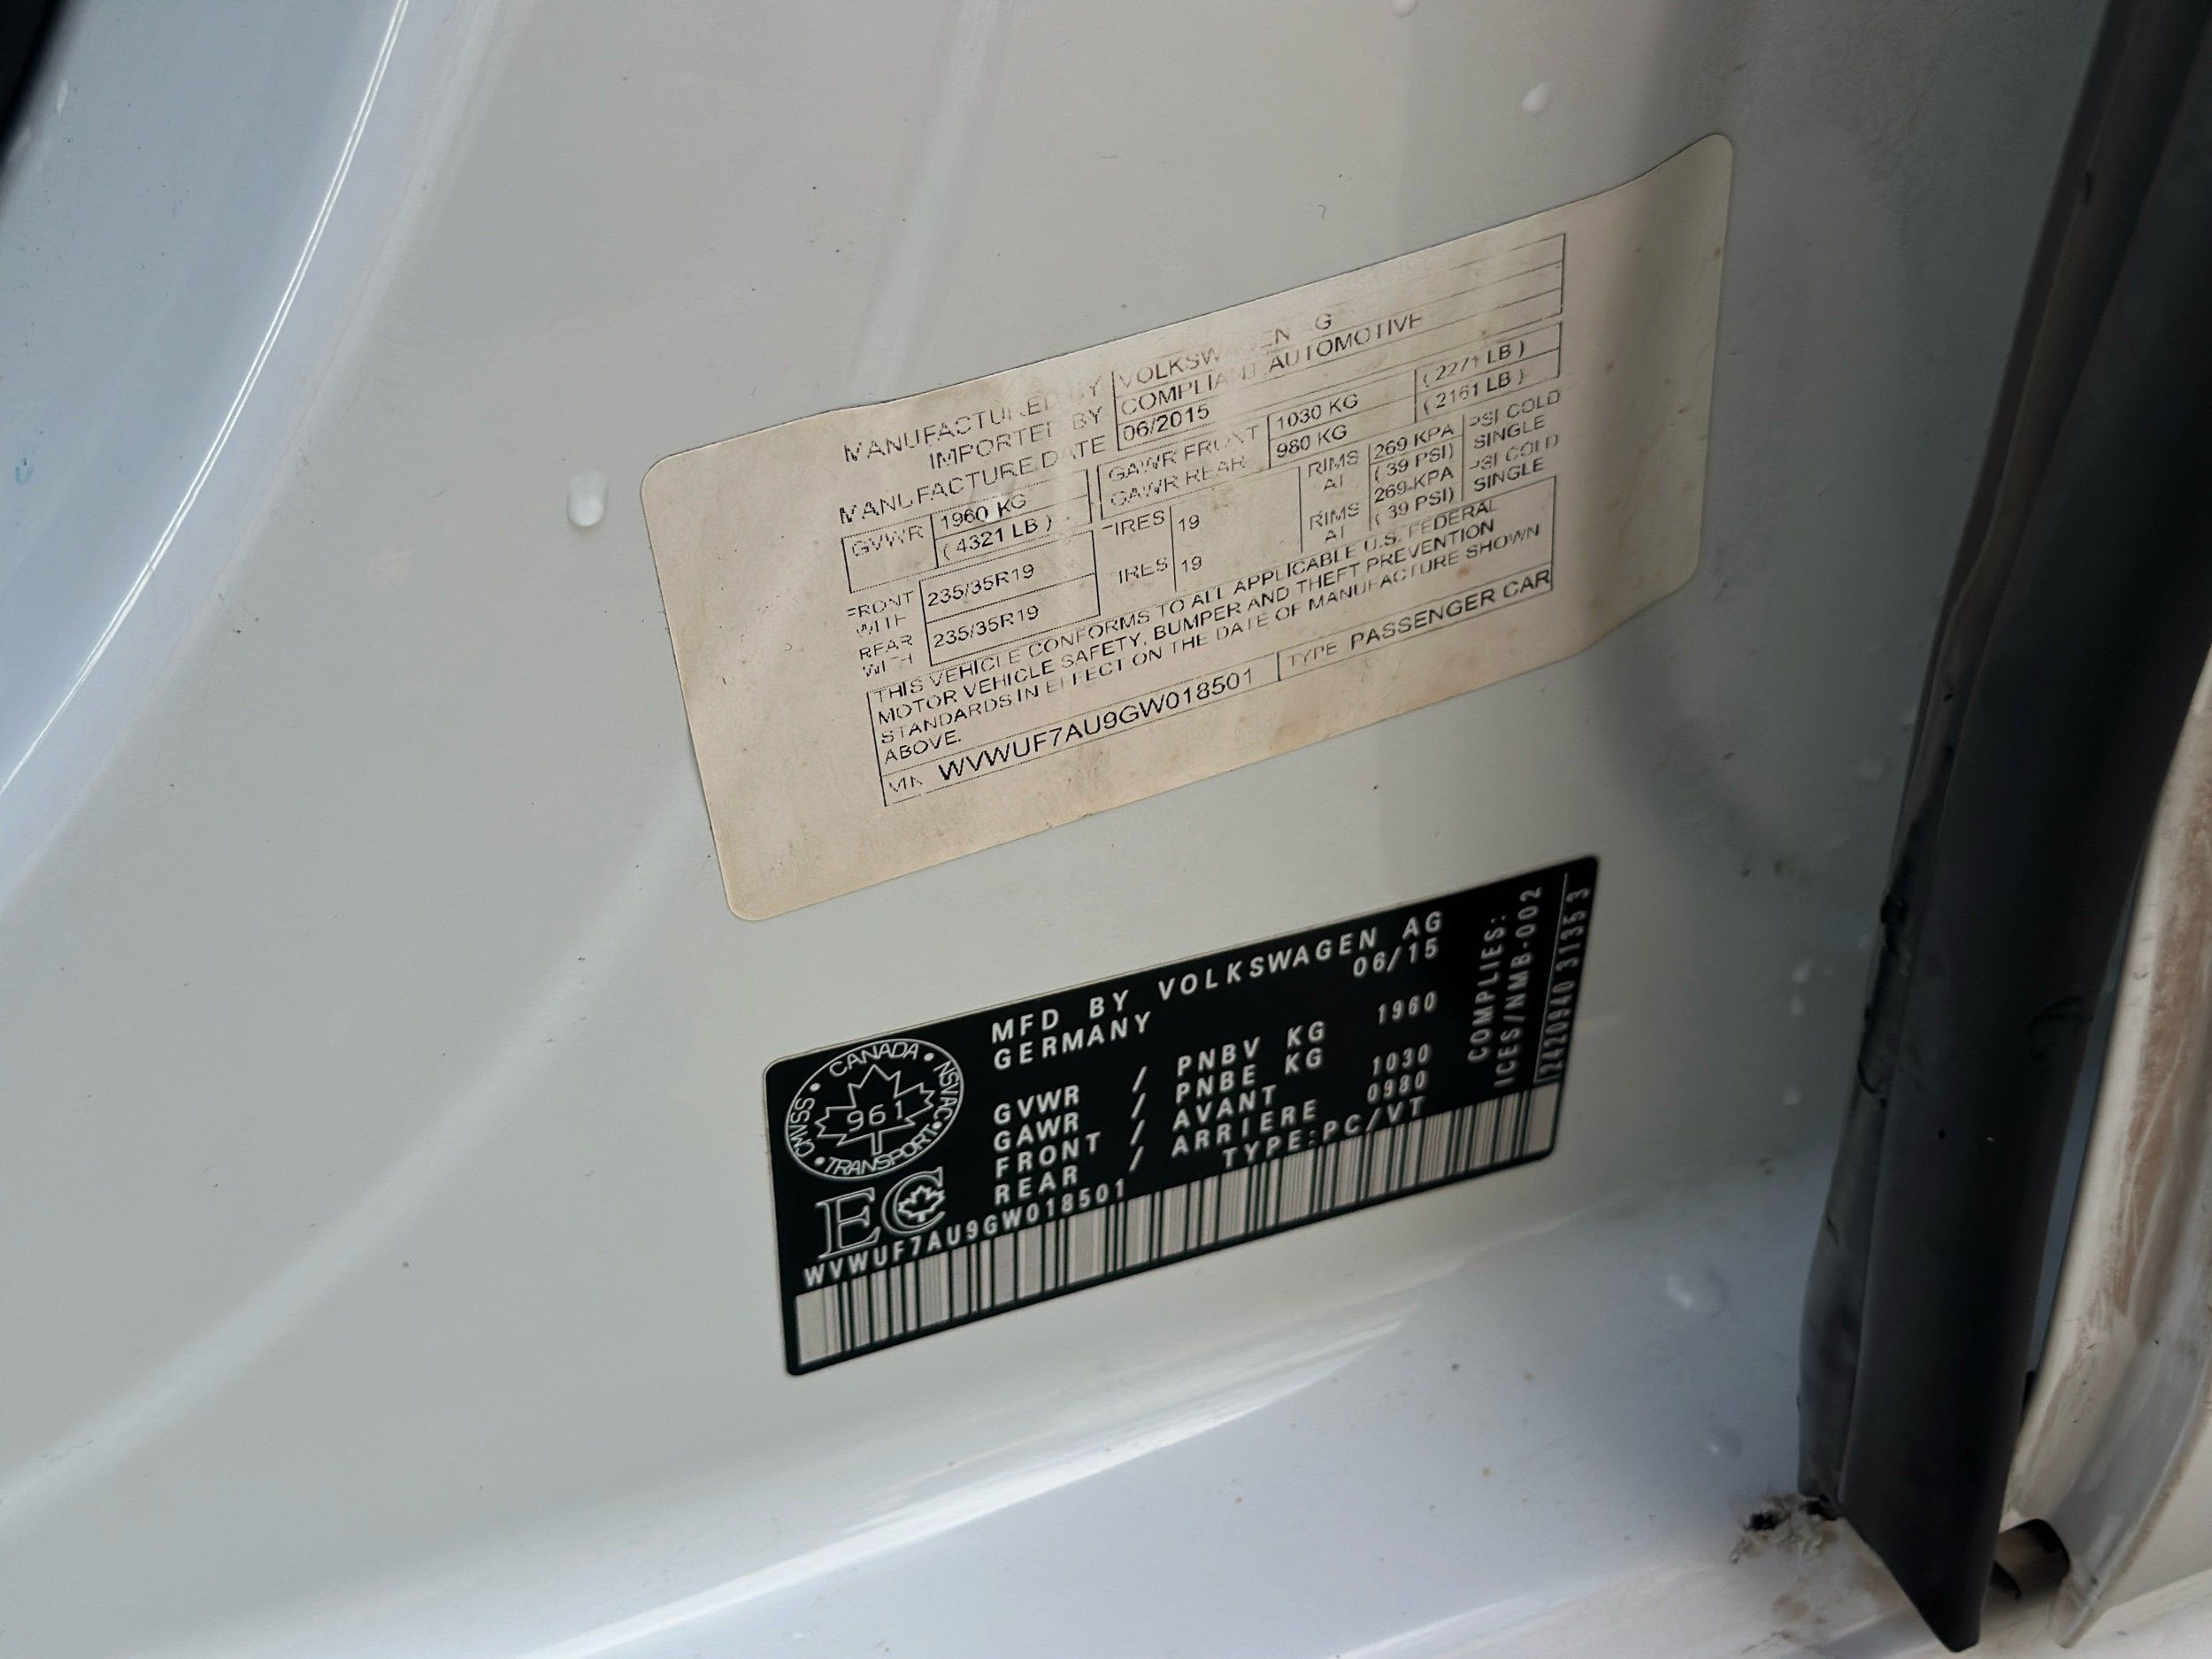 MANUFACTURED BY VOLKSWAGEN AG
IMPORTED BY COMPLIANT AUTOMOTIVE
MANUFACTURE DATE 06/2015
GVWR 1960 KG GAWR FRONT 1030 KG ( 2271 LB )
( 4321 LB ) GAWR REAR 980 KG ( 2161 LB )
FRONT 235/35R19 TIRES 19 RIMS 269 KPA PSI COLD
WITH AT ( 39 PSI) SINGLE
REAR 235/35R19 TIRES 19 RIMS 269 KPA PSI COLD
WITH AT ( 39 PSI) SINGLE
THIS VEHICLE CONFORMS TO ALL APPLICABLE U.S. FEDERAL
MOTOR VEHICLE SAFETY, BUMPER AND THEFT PREVENTION
STANDARDS IN EFFECT ON THE DATE OF MANUFACTURE SHOWN
ABOVE.
VIN WVWUF7AU9GW018501 TYPE PASSENGER CAR
MFD BY VOLKSWAGEN AG
GERMANY 06/15
GVWR / PNBV KG 1960
GAWR / PNBE KG
FRONT / AVANT 1030
REAR / ARRIERE 0980
TYPE:PC/VT
WVWUF7AU9GW018501
CANADA
NSVAC
TRANSPORT
CMVSS
961
EC
COMPLIES:
ICES/NMB-002
2420940 31353